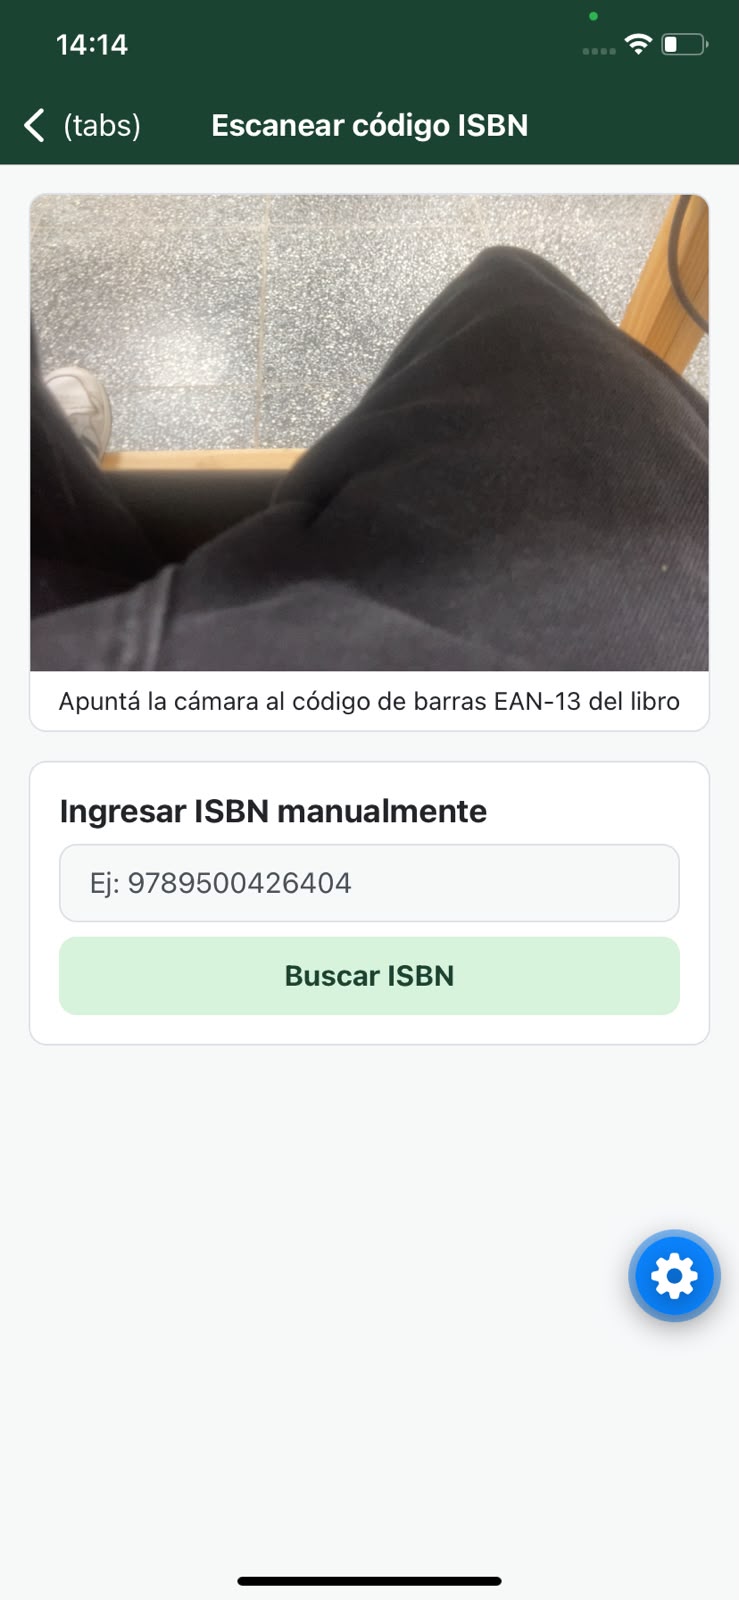 14:14
(tabs)
Escanear código ISBN
Apuntá la cámara al código de barras EAN-13 del libro
Ingresar ISBN manualmente
Ej: 9789500426404
Buscar ISBN